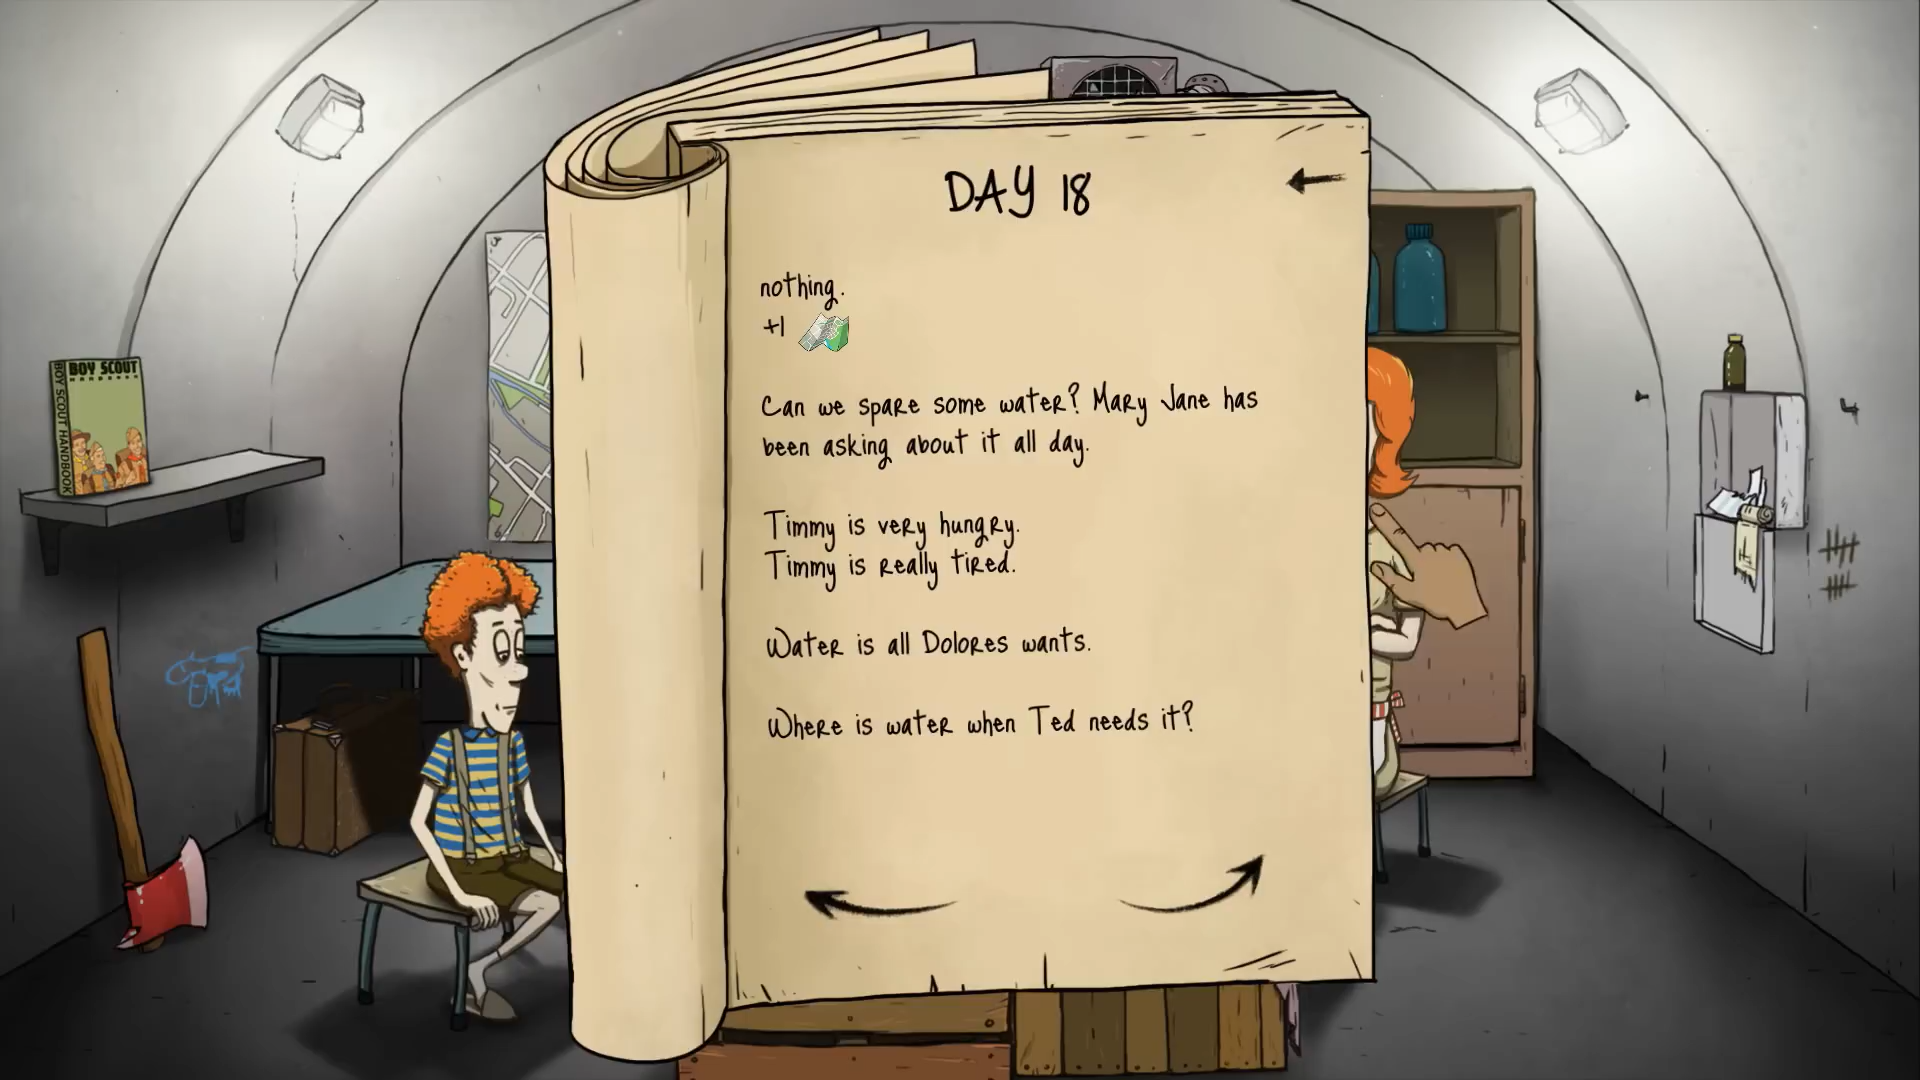 DAY 18
nothing.
+1
Can we spare some water? Mary Jane has
been asking about it all day.
Timmy is very hungry.
Timmy is really tired.
Water is all Dolores wants.
Where is water when Ted needs it?
BOY SCOUT
HANDBOOK
BOY SCOUT HANDBOOK